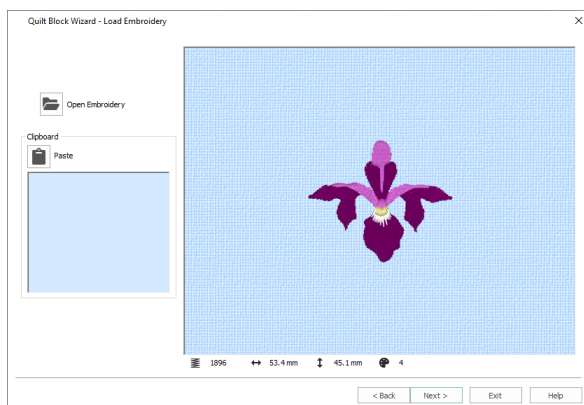 Quilt Block Wizard - Load Embroidery
Open Embroidery
Clipboard
Paste
1896 53.4 mm 45.1 mm 4
< Back Next > Exit Help